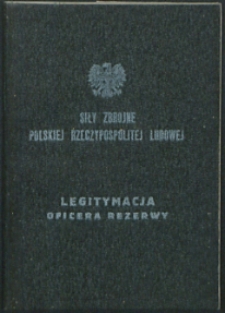 SIŁY ZBROJNE
POLSKIEJ RZECZYPOSPOLITEJ LUDOWEJ
LEGITYMACJA
OFICERA REZERWY